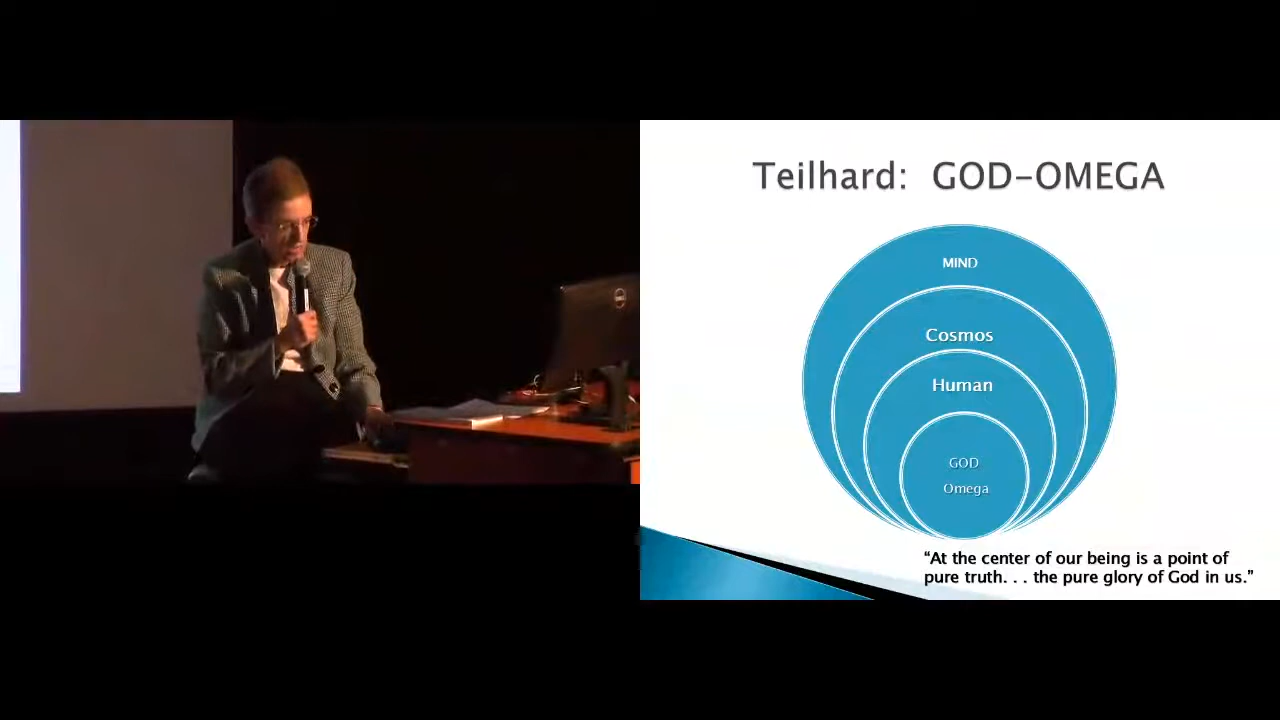 Teilhard: GOD-OMEGA
MIND
Cosmos
Human
GOD
Omega
“At the center of our being is a point of
pure truth. . . the pure glory of God in us.”